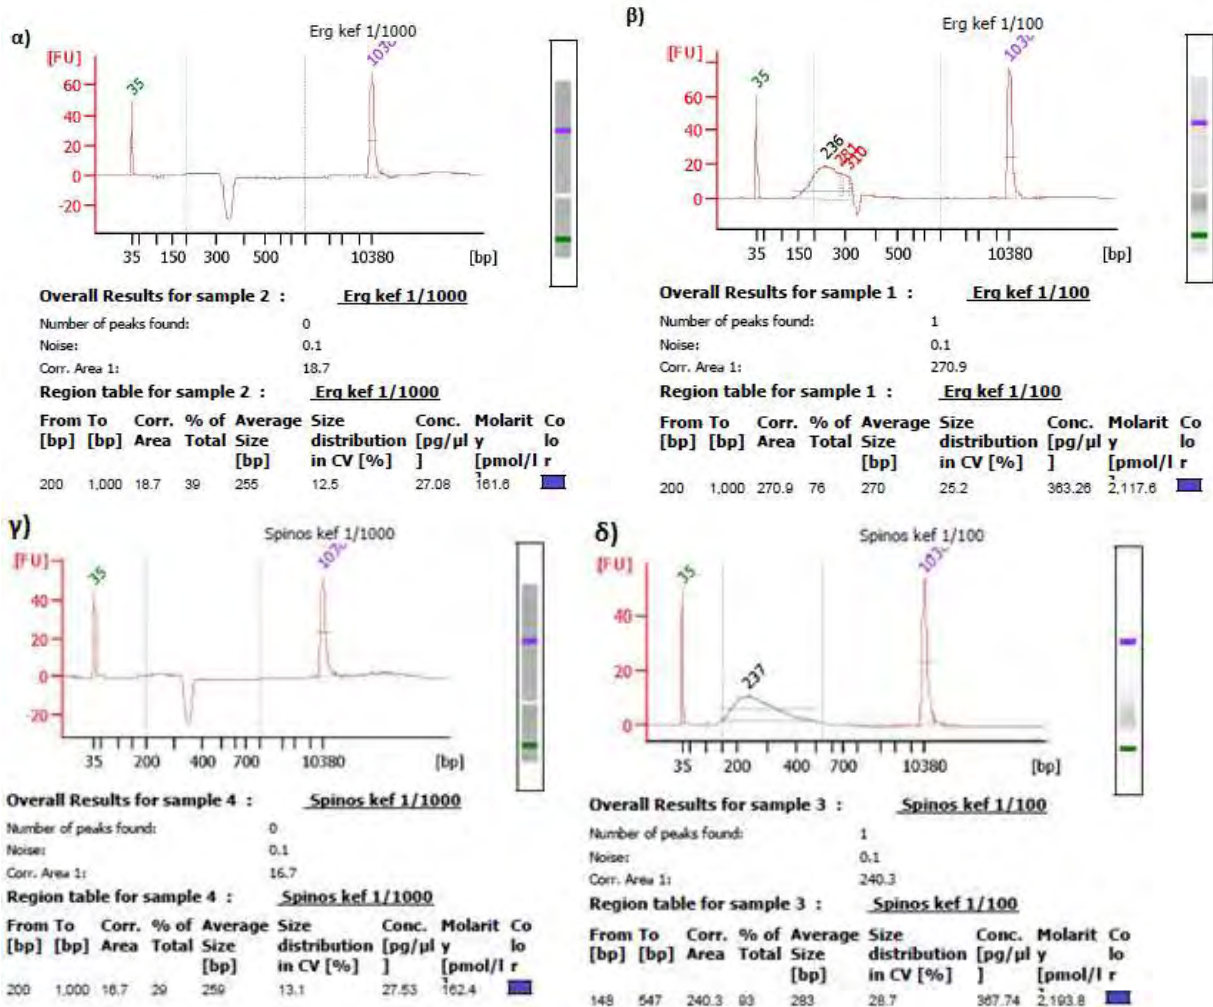 α)
Erg kef 1/1000
[FU]
35
60
40
20
0
-20
35 150 300 500 10380 [bp]
Overall Results for sample 2 : Erg kef 1/1000
Number of peaks found: 0
Noise: 0.1
Corr. Area 1: 18.7
Region table for sample 2 : Erg kef 1/1000
From To Corr. % of Average Size Conc. Molarit Co
[bp] [bp] Area Total Size distribution [pg/µl y lo
[bp] in CV [%] ] [pmol/l r
200 1,000 18.7 39 255 12.5 27.08 161.6
β)
Erg kef 1/100
[FU]
35
236
281
310
60
40
20
0
35 150 300 500 10380 [bp]
Overall Results for sample 1 : Erg kef 1/100
Number of peaks found: 1
Noise: 0.1
Corr. Area 1: 270.9
Region table for sample 1 : Erg kef 1/100
From To Corr. % of Average Size Conc. Molarit Co
[bp] [bp] Area Total Size distribution [pg/µl y lo
[bp] in CV [%] ] [pmol/l r
200 1,000 270.9 76 270 25.2 363.26 2,117.6
γ)
Spinos kef 1/1000
[FU]
35
40
20
0
-20
35 200 400 700 10380 [bp]
Overall Results for sample 4 : Spinos kef 1/1000
Number of peaks found: 0
Noise: 0.1
Corr. Area 1: 16.7
Region table for sample 4 : Spinos kef 1/1000
From To Corr. % of Average Size Conc. Molarit Co
[bp] [bp] Area Total Size distribution [pg/µl y lo
[bp] in CV [%] ] [pmol/l r
200 1,000 16.7 29 259 13.1 27.53 162.4
δ)
Spinos kef 1/100
[FU]
35
237
40
20
0
35 200 400 700 10380 [bp]
Overall Results for sample 3 : Spinos kef 1/100
Number of peaks found: 1
Noise: 0.1
Corr. Area 1: 240.3
Region table for sample 3 : Spinos kef 1/100
From To Corr. % of Average Size Conc. Molarit Co
[bp] [bp] Area Total Size distribution [pg/µl y lo
[bp] in CV [%] ] [pmol/l r
148 547 240.3 93 283 28.7 367.74 2,193.8